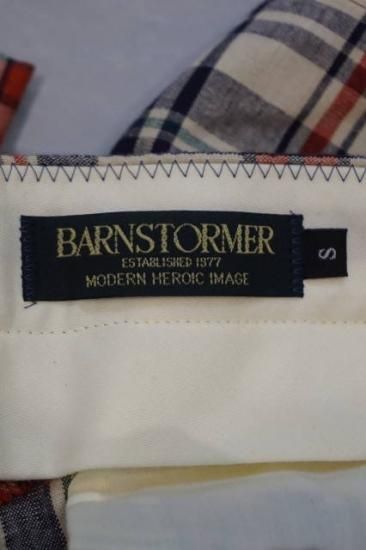 BARNSTORMER
ESTABLISHED 1977
MODERN HEROIC IMAGE
S